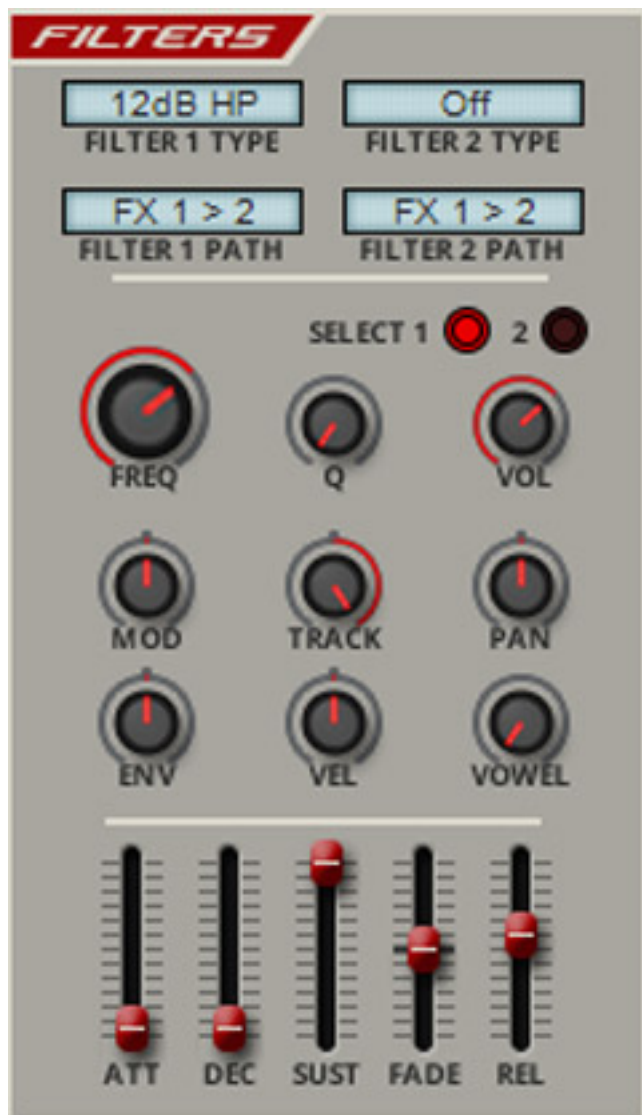 FILTERS
12dB HP Off
FILTER 1 TYPE FILTER 2 TYPE
FX 1 > 2 FX 1 > 2
FILTER 1 PATH FILTER 2 PATH
SELECT 1 2
FREQ Q VOL
MOD TRACK PAN
ENV VEL VOWEL
ATT DEC SUST FADE REL